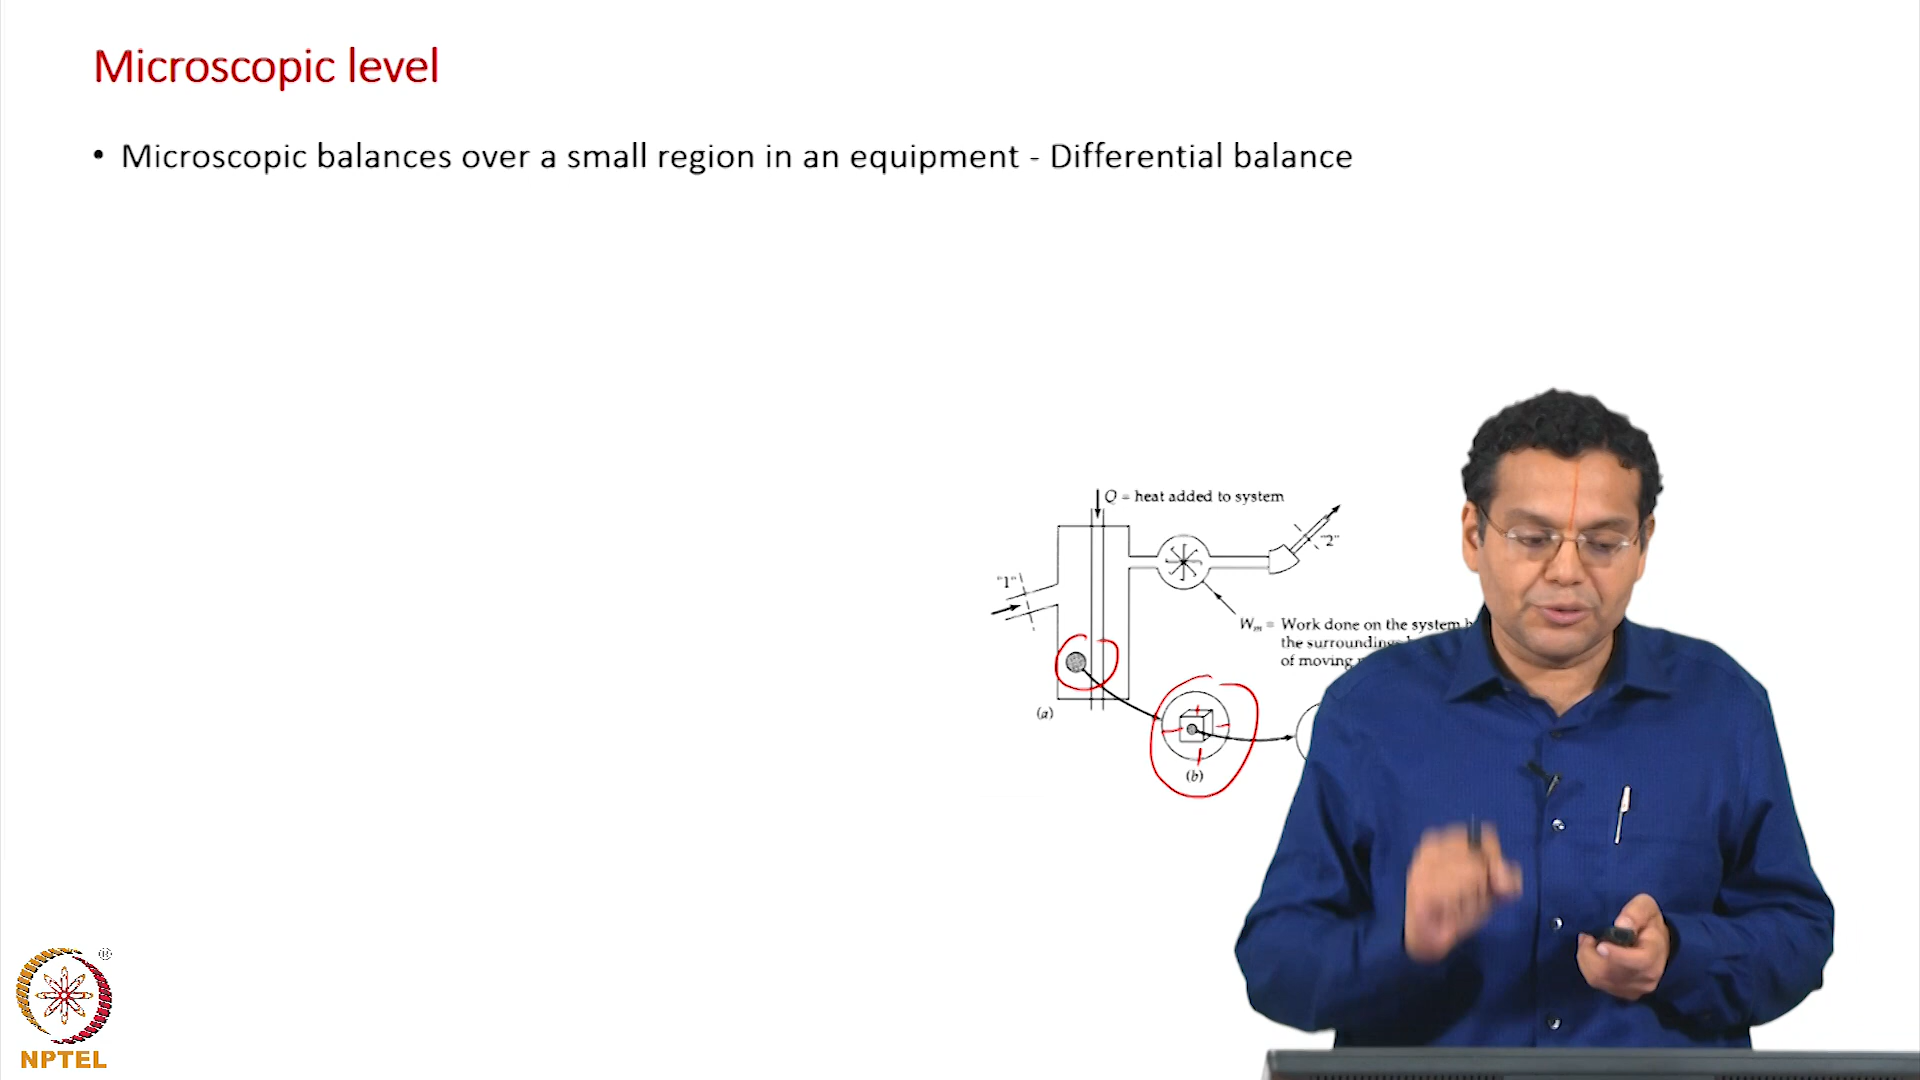 Microscopic level
• Microscopic balances over a small region in an equipment - Differential balance
Q = heat added to system
"2"
"1"
Wm = Work done on the system
the surroundings
of moving
(a)
(b)
®
NPTEL